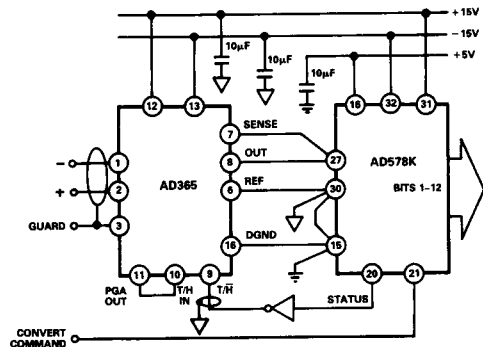 +15V
−15V
+5V
10μF
10μF
10μF
12
13
16
32
31
7
SENSE
8
OUT
6
REF
16
DGND
27
30
15
AD365
AD578K
BITS 1–12
−
1
+
2
GUARD
3
11
10
9
20
21
PGA OUT
T/H IN
T/H̅
STATUS
CONVERT COMMAND